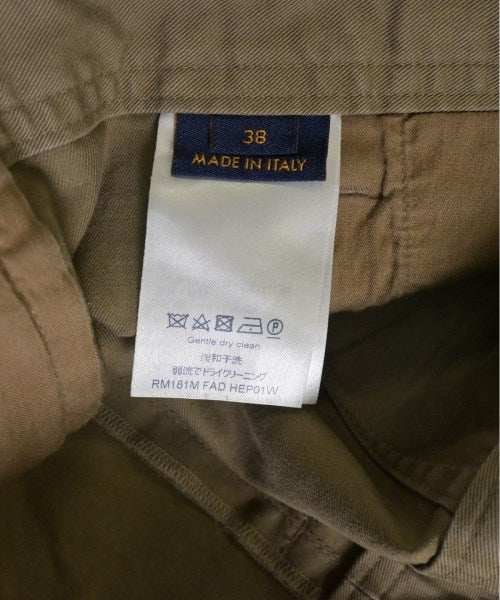 38
MADE IN ITALY
P
Gentle dry clean
缓和干洗
弱流でドライクリーニング
RM181M FAD HEP01W